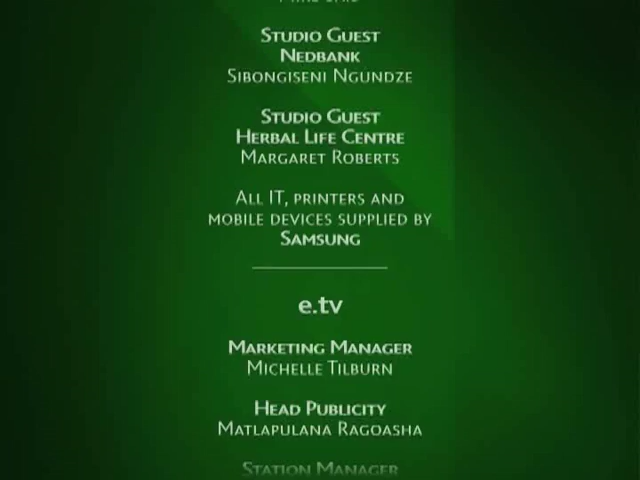 Studio Guest
Nedbank
Sibongiseni Ngundze
Studio Guest
Herbal Life Centre
Margaret Roberts
All IT, printers and
mobile devices supplied by
Samsung
e.tv
Marketing Manager
Michelle Tilburn
Head Publicity
Matlapulana Ragoasha
Station Manager